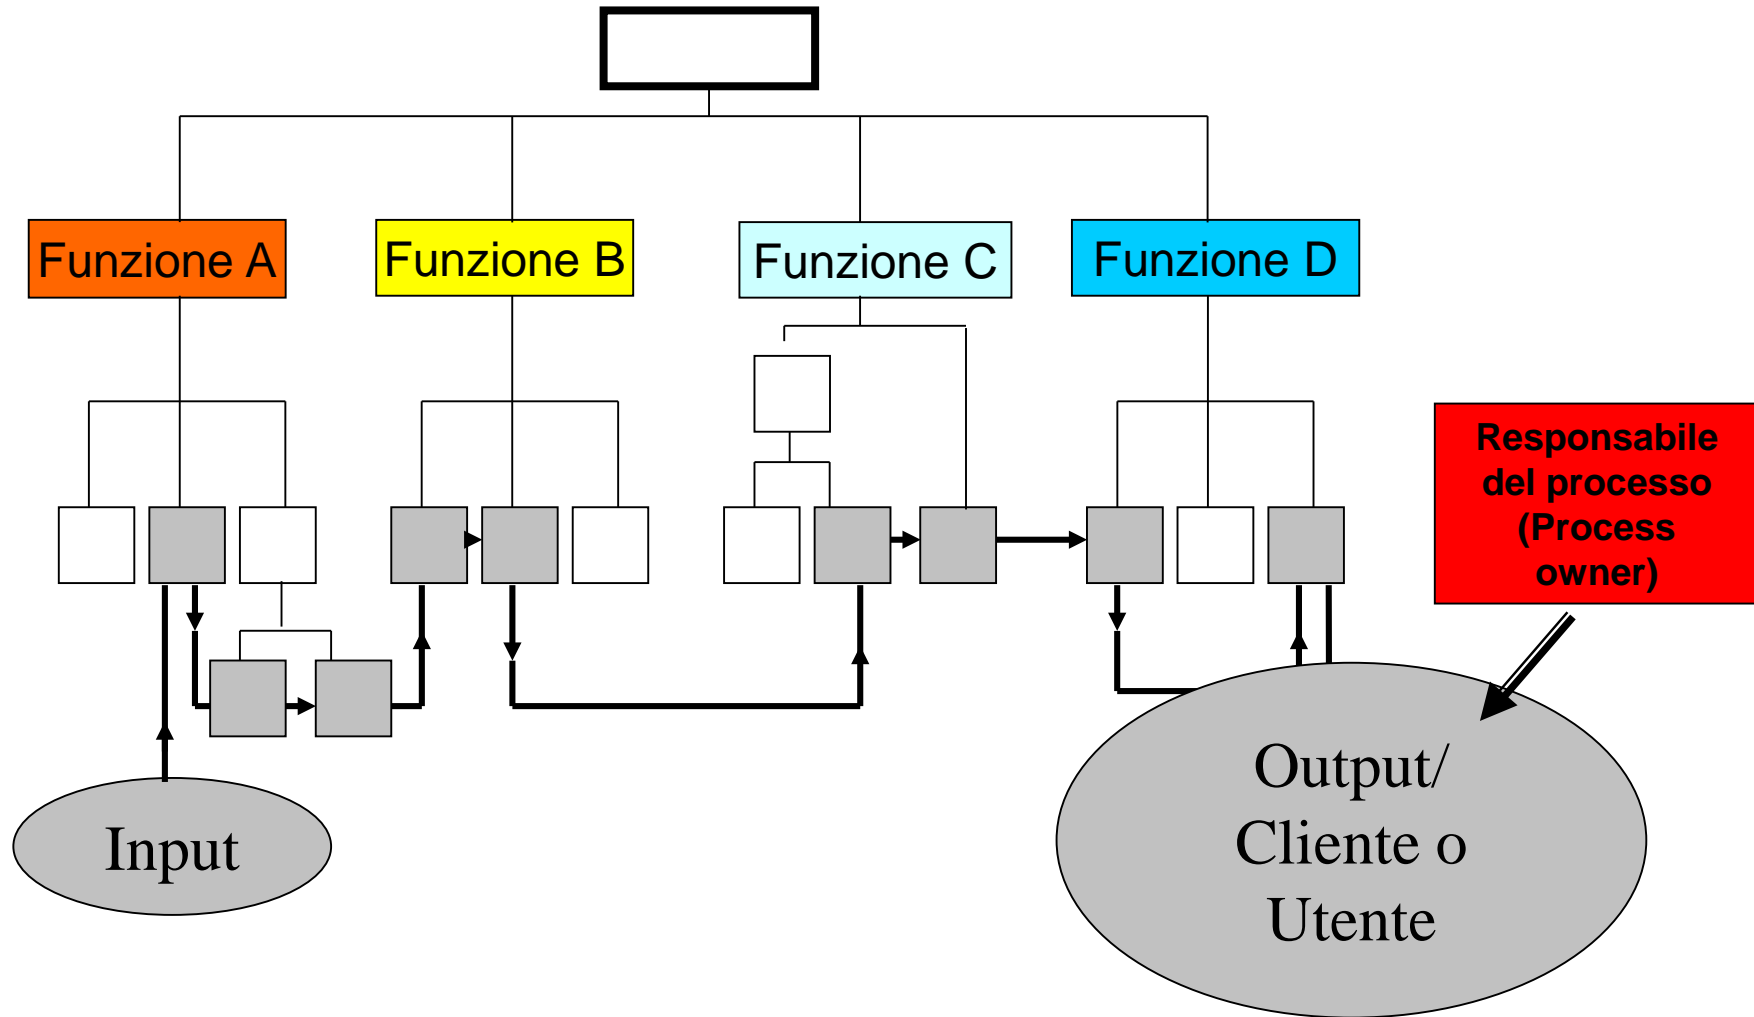 Funzione A
Funzione B
Funzione C
Funzione D
Responsabile
del processo
(Process
owner)
Input
Output/
Cliente o
Utente